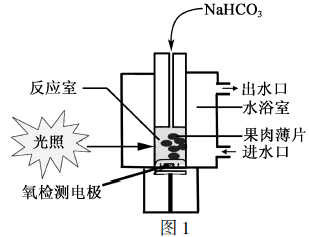 NaHCO₃
反应室
出水口
水浴室
光照
果肉薄片
进水口
氧检测电极
图1